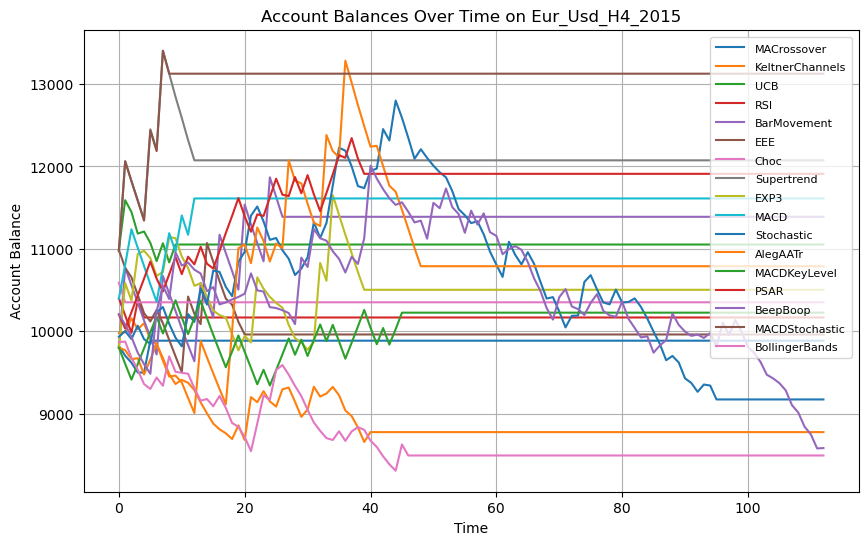 Account Balances Over Time on Eur_Usd_H4_2015
Account Balance
13000
12000
11000
10000
9000
0
20
40
60
80
100
Time
MACrossover
KeltnerChannels
UCB
RSI
BarMovement
EEE
Choc
Supertrend
EXP3
MACD
Stochastic
AlegAATr
MACDKeyLevel
PSAR
BeepBoop
MACDStochastic
BollingerBands